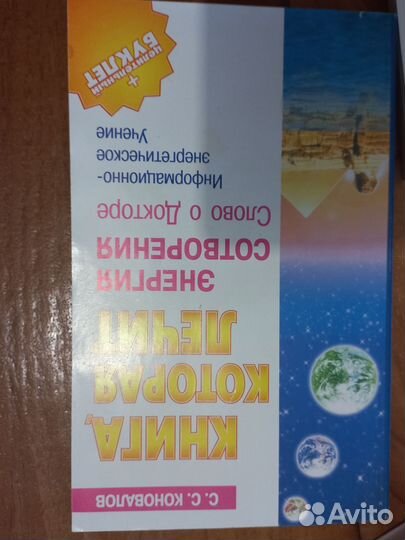 С. С. КОНОВАЛОВ
КНИГА,
КОТОРАЯ
ЛЕЧИТ
ЭНЕРГИЯ
СОТВОРЕНИЯ
СЛОВО О ДОКТОРЕ
Информационно-
энергетическое
Учение
+
целительный
БУКЛЕТ
Avito